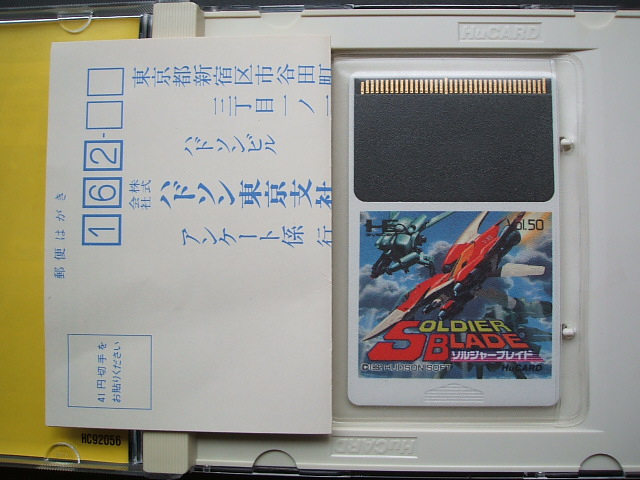 東京都新宿区市谷田町
三丁目一ノ二
ハドソンビル
株式
会社
ハドソン東京支社
アンケート係 行
162-
郵便はがき
41円切手を
お貼りください
HC92056
HuCARD
Vol.50
SOLDIER
BLADE
ソルジャーブレイド
©1992 HUDSON SOFT
HuCARD
HuCARD